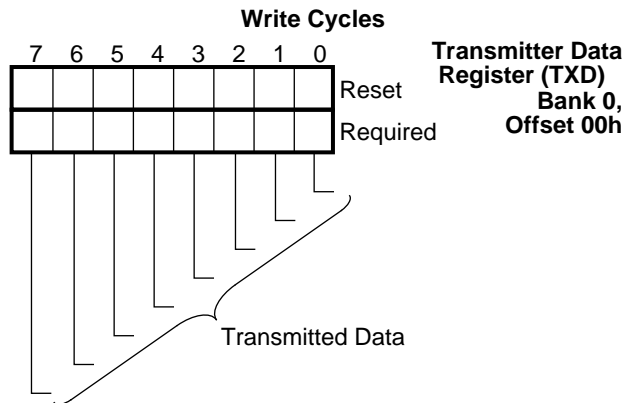 Write Cycles
7 6 5 4 3 2 1 0
Transmitter Data
Register (TXD)
Bank 0,
Offset 00h
Reset
Required
Transmitted Data